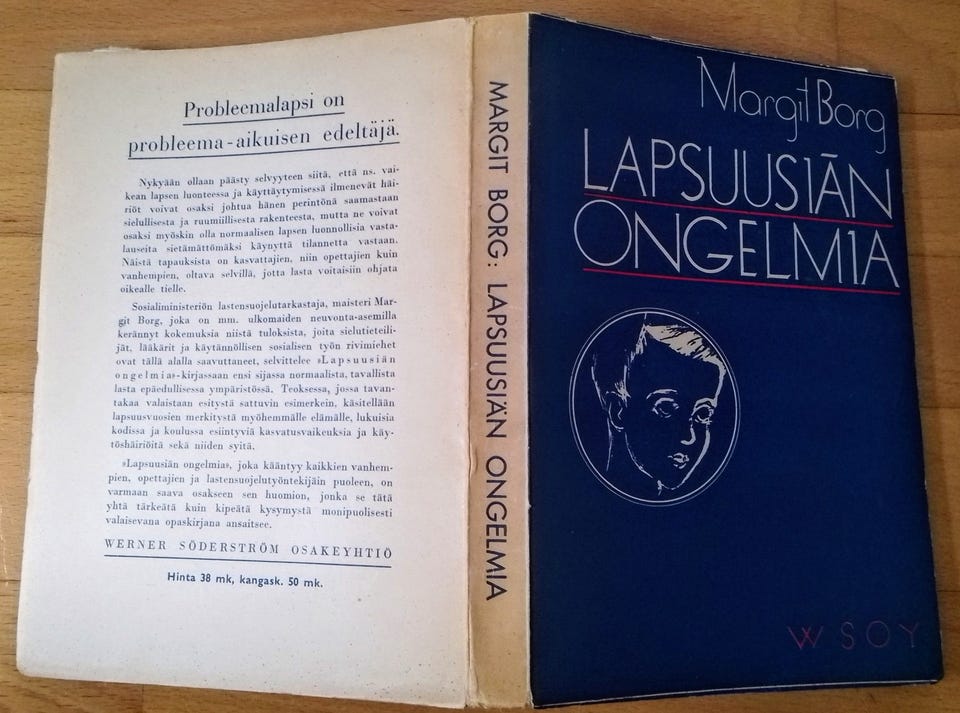 Probleemalapsi on
probleema-aikuisen edeltäjä.
Nykyään ollaan päästy selvyyteen siitä, että ns. vai-
kean lapsen luonteessa ja käyttäytymisessä ilmenevät häi-
riöt voivat osaksi johtua hänen perintönä saamastaan
sielullisesta ja ruumiillisesta rakenteesta, mutta ne voivat
osaksi myöskin olla normaalisen lapsen luonnollisia vasta-
lauseita sietämättömäksi käynyttä tilannetta vastaan.
Näistä tapauksista on kasvattajien, niin opettajien kuin
vanhempien, oltava selvillä, jotta lasta voitaisiin ohjata
oikealle tielle.
Sosialiministeriön lastensuojelutarkastaja, maisteri Mar-
git Borg, joka on mm. ulkomaiden neuvonta-asemilla
kerännyt kokemuksia niistä tuloksista, joita sielutieteili-
jät, lääkärit ja käytännöllisen sosialisen työn rivimiehet
ovat tällä alalla saavuttaneet, selvittelee »Lapsuusiän
ongelmia»-kirjassaan ensi sijassa normaalista, tavallista
lasta epäedullisessa ympäristössä. Teoksessa, jossa tavan-
takaa valaistaan esitystä sattuvin esimerkein, käsitellään
lapsuusvuosien merkitystä myöhemmälle elämälle, lukuisia
kodissa ja koulussa esiintyviä kasvatusvaikeuksia ja käy-
töshäiriöitä sekä niiden syitä.
»Lapsuusiän ongelmia», joka kääntyy kaikkien vanhem-
pien, opettajien ja lastensuojelutyöntekijäin puoleen, on
varmaan saava osakseen sen huomion, jonka se tätä
yhtä tärkeätä kuin kipeätä kysymystä monipuolisesti
valaisevana opaskirjana ansaitsee.
WERNER SÖDERSTRÖM OSAKEYHTIÖ
Hinta 38 mk, kangask. 50 mk.
MARGIT BORG: LAPSUUSIÄN ONGELMIA
Margit Borg
LAPSUUSIÄN
ONGELMIA
WSOY